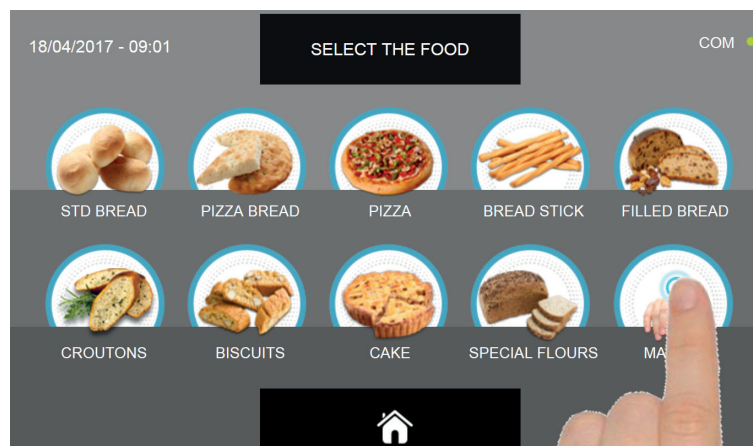 18/04/2017 - 09:01
SELECT THE FOOD
COM
STD BREAD
PIZZA BREAD
PIZZA
BREAD STICK
FILLED BREAD
CROUTONS
BISCUITS
CAKE
SPECIAL FLOURS